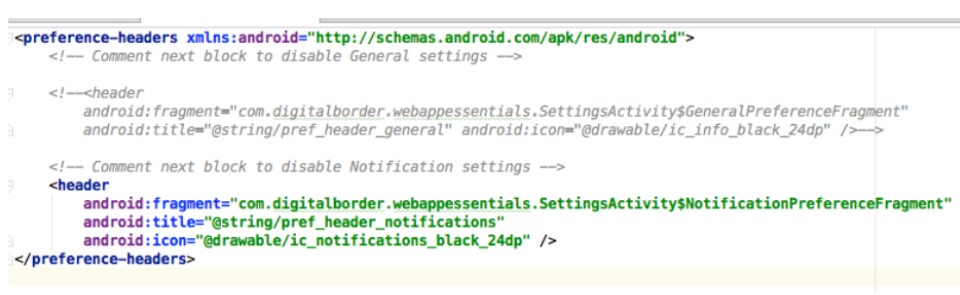 <preference-headers xmlns:android="http://schemas.android.com/apk/res/android">
<!-- Comment next block to disable General settings -->
<!--<header
android:fragment="com.digitalborder.webappessentials.SettingsActivity$GeneralPreferenceFragment"
android:title="@string/pref_header_general" android:icon="@drawable/ic_info_black_24dp" />-->
<!-- Comment next block to disable Notification settings -->
<header
android:fragment="com.digitalborder.webappessentials.SettingsActivity$NotificationPreferenceFragment"
android:title="@string/pref_header_notifications"
android:icon="@drawable/ic_notifications_black_24dp" />
</preference-headers>